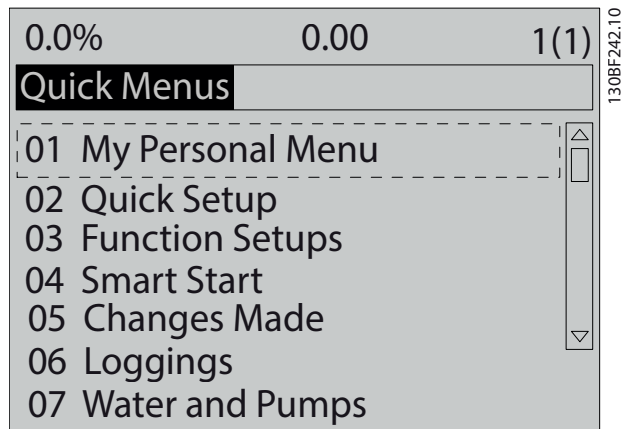 0.0% 0.00 1(1)
Quick Menus
01 My Personal Menu
02 Quick Setup
03 Function Setups
04 Smart Start
05 Changes Made
06 Loggings
07 Water and Pumps
130BF242.10